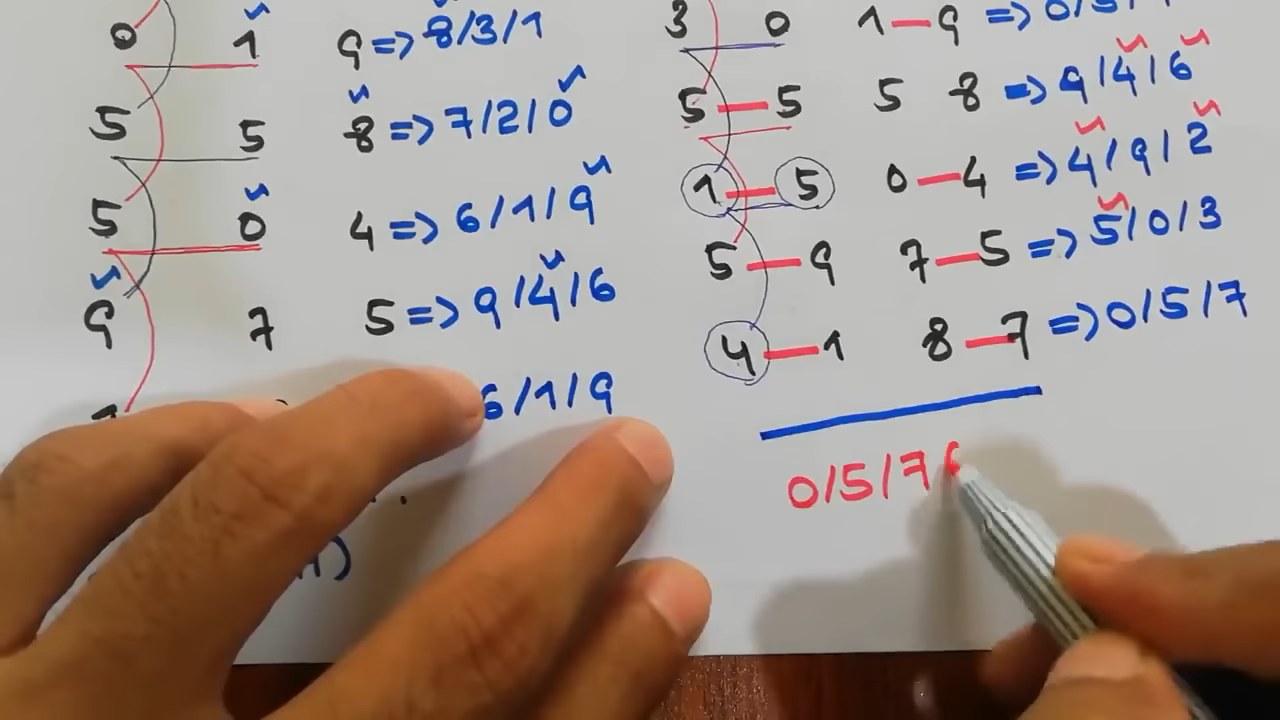 0 1 9 => 8/3/1
5 5 8 => 7/2/0
5 0 4 => 6/1/9
9 7 5 => 9/4/6
6/1/9
3 0 1—9 =>
5—5 5 8 => 9/4/6
1—5 0—4 => 4/9/2
5—9 7—5 => 5/0/3
4—1 8—7 => 0/5/7
0/5/7